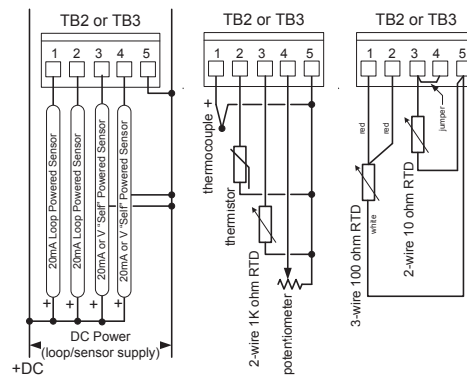 TB2 or TB3
1 2 3 4 5
20mA Loop Powered Sensor
20mA Loop Powered Sensor
20mA or V "Self" Powered Sensor
20mA or V "Self" Powered Sensor
+ + + +
DC Power
(loop/sensor supply)
+DC
TB2 or TB3
1 2 3 4 5
thermocouple +
thermistor
2-wire 1K ohm RTD
potentiometer
TB2 or TB3
1 2 3 4 5
red
red
jumper
white
3-wire 100 ohm RTD
2-wire 10 ohm RTD